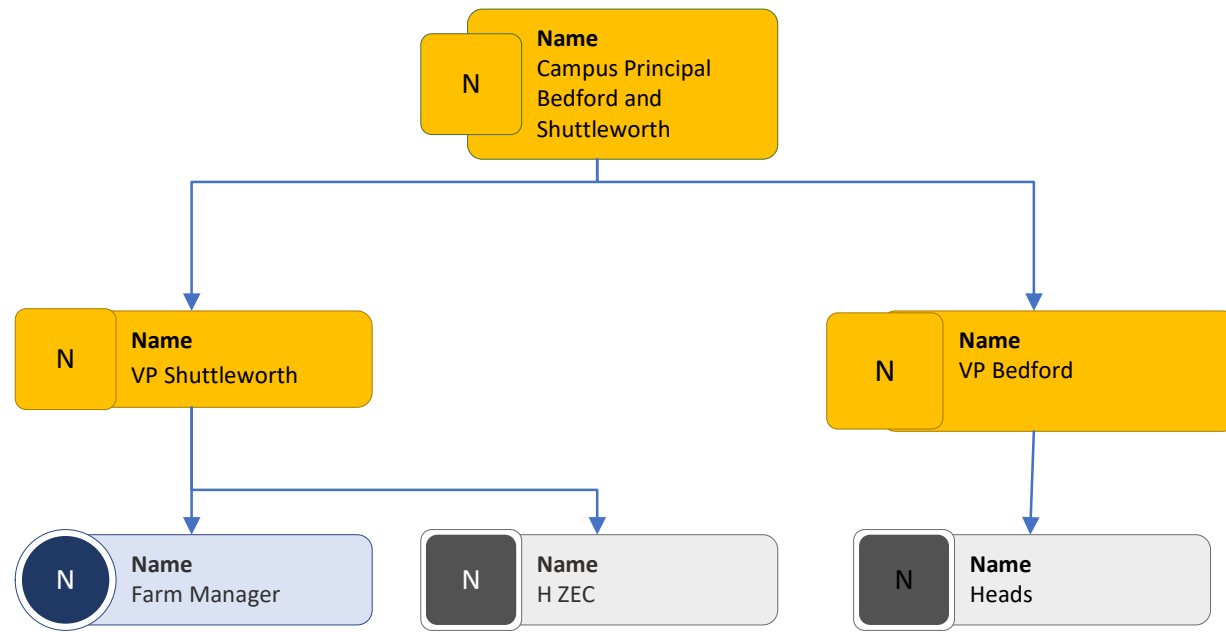 N
Name
Campus Principal
Bedford and
Shuttleworth
N
Name
VP Shuttleworth
N
Name
VP Bedford
N
Name
Farm Manager
N
Name
H ZEC
N
Name
Heads